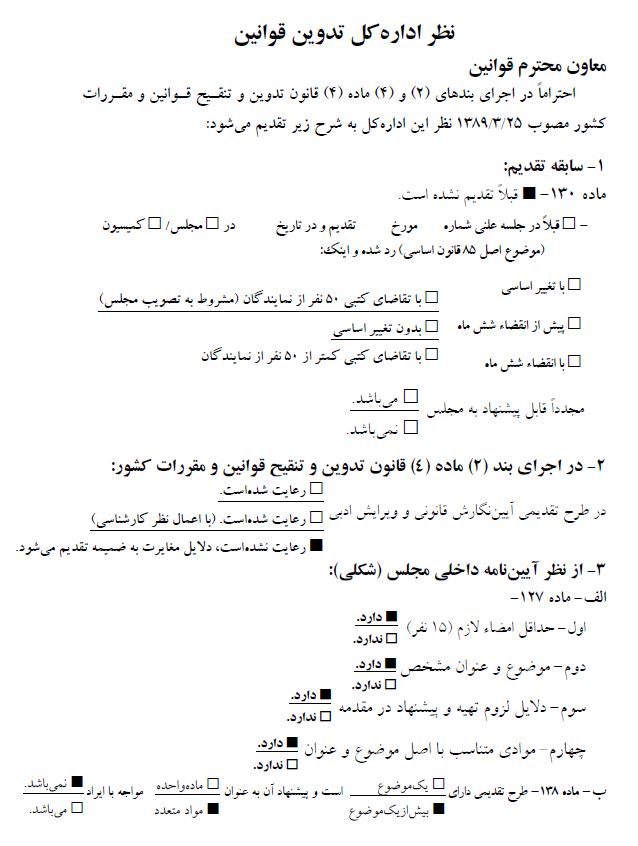 نظر اداره‌کل تدوین قوانین
معاون محترم قوانین
احتراماً در اجرای بندهای (۲) و (۴) ماده (۴) قانون تدوین و تنقیح قـوانین و مقـررات
کشور مصوب ۱۳۸۹/۳/۲۵ نظر این اداره‌کل به شرح زیر تقدیم می‌شود:
۱- سابقه تقدیم:
ماده ۱۳۰- ■ قبلاً تقدیم نشده است.
- □ قبلاً در جلسه علنی شماره مورخ تقدیم و در تاریخ در □ مجلس/ □ کمیسیون
(موضوع اصل ۸۵ قانون اساسی) رد شده و اینک:
□ با تغییر اساسی
□ با تقاضای کتبی ۵۰ نفر از نمایندگان (مشروط به تصویب مجلس)
□ پیش از انقضاء شش ماه
□ بدون تغییر اساسی
□ با انقضاء شش ماه
□ با تقاضای کتبی کمتر از ۵۰ نفر از نمایندگان
مجدداً قابل پیشنهاد به مجلس
□ می‌باشد.
□ نمی‌باشد.
۲- در اجرای بند (۲) ماده (٤) قانون تدوین و تنقیح قوانین و مقررات کشور:
در طرح تقدیمی آیین‌نگارش قانونی و ویرایش ادبی
□ رعایت شده‌است.
□ رعایت شده‌است. (با اعمال نظر کارشناسی)
■ رعایت نشده‌است، دلایل مغایرت به ضمیمه تقدیم می‌شود.
۳- از نظر آیین‌نامه داخلی مجلس (شکلی):
الف- ماده ۱۲۷-
اول- حداقل امضاء لازم (۱۵ نفر)
■ دارد.
□ ندارد.
دوم- موضوع و عنوان مشخص
■ دارد.
□ ندارد.
سوم- دلایل لزوم تهیه و پیشنهاد در مقدمه
■ دارد.
□ ندارد.
چهارم- موادی متناسب با اصل موضوع و عنوان
■ دارد.
□ ندارد.
ب- ماده ۱۳۸- طرح تقدیمی دارای □ یک‌موضوع است و پیشنهاد آن به عنوان □ ماده‌واحده مواجه با ایراد ■ نمی‌باشد.
■ بیش‌ازیک‌موضوع ■ مواد متعدد □ می‌باشد.